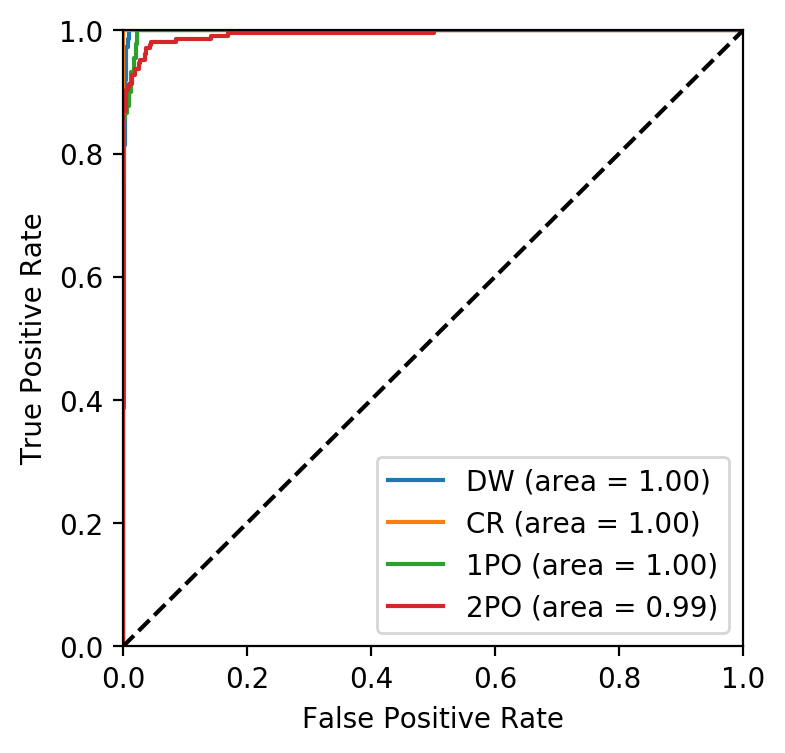 1.0
0.8
0.6
0.4
0.2
0.0
True Positive Rate
DW (area = 1.00)
CR (area = 1.00)
1PO (area = 1.00)
2PO (area = 0.99)
0.0 0.2 0.4 0.6 0.8 1.0
False Positive Rate